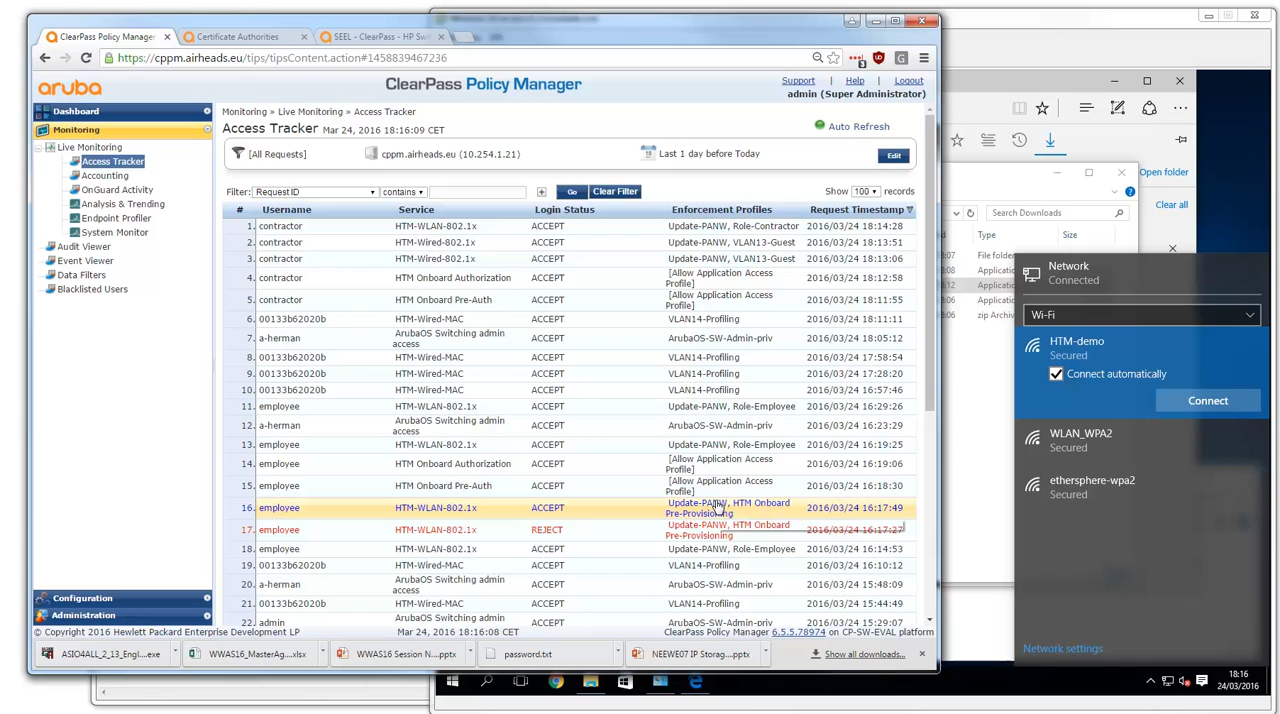 ClearPass Policy Manager
Certificate Authorities
SEEL - ClearPass - HP Swi
https://cppm.airheads.eu/tips/tipsContent.action#1458839467236
3
G
aruba
ClearPass Policy Manager
Support | Help | Logout
admin (Super Administrator)
Dashboard
Monitoring
Live Monitoring
Access Tracker
Accounting
OnGuard Activity
Analysis & Trending
Endpoint Profiler
System Monitor
Audit Viewer
Event Viewer
Data Filters
Blacklisted Users
Configuration
Administration
Monitoring » Live Monitoring » Access Tracker
Access Tracker Mar 24, 2016 18:16:09 CET
Auto Refresh
[All Requests] cppm.airheads.eu (10.254.1.21) Last 1 day before Today Edit
Filter: Request ID contains + Go Clear Filter Show 100 records
# Username Service Login Status Enforcement Profiles Request Timestamp
1. contractor HTM-WLAN-802.1x ACCEPT Update-PANW, Role-Contractor 2016/03/24 18:14:28
2. contractor HTM-Wired-802.1x ACCEPT Update-PANW, VLAN13-Guest 2016/03/24 18:13:51
3. contractor HTM-Wired-802.1x ACCEPT Update-PANW, VLAN13-Guest 2016/03/24 18:13:06
4. contractor HTM Onboard Authorization ACCEPT [Allow Application Access Profile] 2016/03/24 18:12:58
5. contractor HTM Onboard Pre-Auth ACCEPT [Allow Application Access Profile] 2016/03/24 18:11:55
6. 00133b62020b HTM-Wired-MAC ACCEPT VLAN14-Profiling 2016/03/24 18:11:11
7. a-herman ArubaOS Switching admin access ACCEPT ArubaOS-SW-Admin-priv 2016/03/24 18:05:12
8. 00133b62020b HTM-Wired-MAC ACCEPT VLAN14-Profiling 2016/03/24 17:58:54
9. 00133b62020b HTM-Wired-MAC ACCEPT VLAN14-Profiling 2016/03/24 17:28:20
10. 00133b62020b HTM-Wired-MAC ACCEPT VLAN14-Profiling 2016/03/24 16:57:46
11. employee HTM-WLAN-802.1x ACCEPT Update-PANW, Role-Employee 2016/03/24 16:29:26
12. a-herman ArubaOS Switching admin access ACCEPT ArubaOS-SW-Admin-priv 2016/03/24 16:23:29
13. employee HTM-WLAN-802.1x ACCEPT Update-PANW, Role-Employee 2016/03/24 16:19:25
14. employee HTM Onboard Authorization ACCEPT [Allow Application Access Profile] 2016/03/24 16:19:06
15. employee HTM Onboard Pre-Auth ACCEPT [Allow Application Access Profile] 2016/03/24 16:18:30
16. employee HTM-WLAN-802.1x ACCEPT Update-PANW, HTM Onboard Pre-Provisioning 2016/03/24 16:17:49
17. employee HTM-WLAN-802.1x REJECT Update-PANW, HTM Onboard Pre-Provisioning 2016/03/24 16:17:27
18. employee HTM-WLAN-802.1x ACCEPT Update-PANW, Role-Employee 2016/03/24 16:14:53
19. 00133b62020b HTM-Wired-MAC ACCEPT VLAN14-Profiling 2016/03/24 16:10:12
20. a-herman ArubaOS Switching admin access ACCEPT ArubaOS-SW-Admin-priv 2016/03/24 15:48:09
21. 00133b62020b HTM-Wired-MAC ACCEPT VLAN14-Profiling 2016/03/24 15:44:49
22. admin ArubaOS Switching admin ACCEPT ArubaOS-SW-Admin-priv 2016/03/24 15:29:07
© Copyright 2016 Hewlett Packard Enterprise Development LP Mar 24, 2016 18:16:08 CET ClearPass Policy Manager 6.5.5.78974 on CP-SW-EVAL platform
ASIO4ALL_2_13_Engl....exe
WWAS16_MasterAg....xlsx
WWAS16 Session N....pptx
password.txt
NEEWE07 IP Storag....pptx
Show all downloads...
Open folder
Clear all
Search Downloads
Type Size
:07 File folder
:08 Applicatio
:12 Applicatio
:06 Applicatio
:06 zip Archiv
Network
Connected
Wi-Fi
HTM-demo
Secured
Connect automatically
Connect
WLAN_WPA2
Secured
ethersphere-wpa2
Secured
Network settings
18:16
24/03/2016